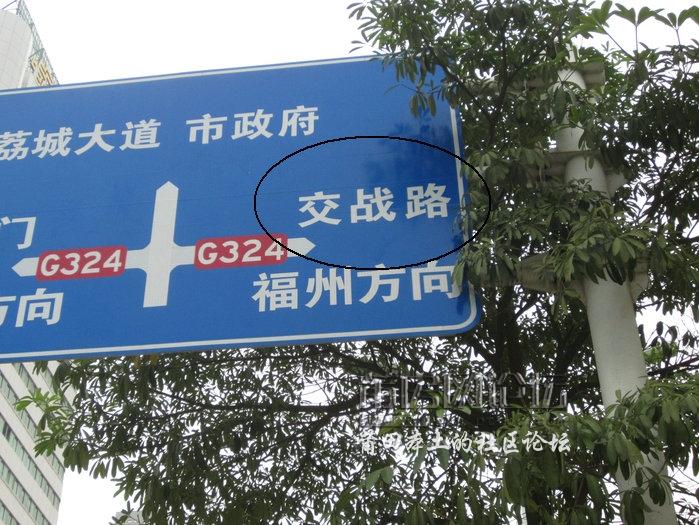 荔城大道 市政府
交战路
门
G324
G324
方向
福州方向
莆田本土的社区论坛